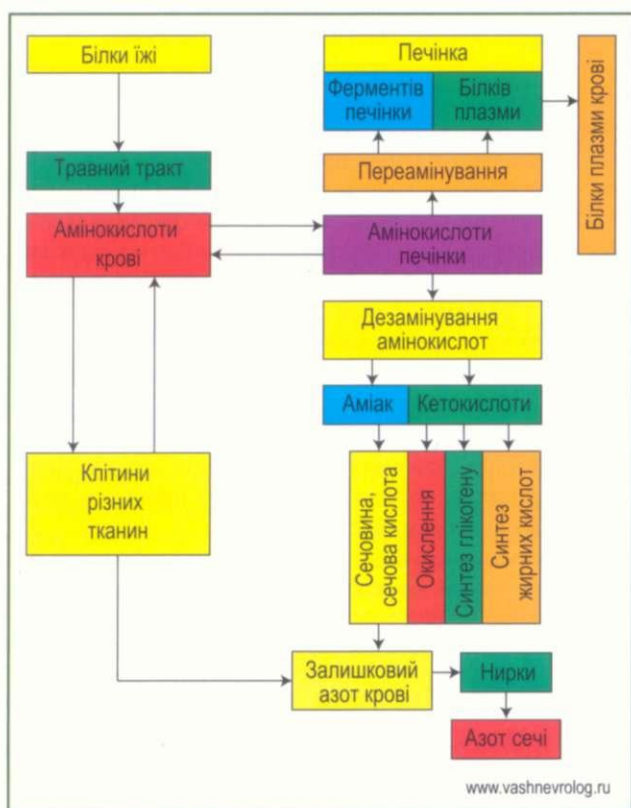 Білки їжі
Травний тракт
Амінокислоти
крові
Клітини
різних
тканин
Печінка
Ферментів
печінки
Білків
плазми
Переамінування
Амінокислоти
печінки
Білки плазми крові
Дезамінування
амінокислот
Аміак
Кетокислоти
Сечовина,
сечова кислота
Окислення
Синтез глікогену
Синтез
жирних кислот
Залишковий
азот крові
Нирки
Азот сечі
www.vashnevrolog.ru